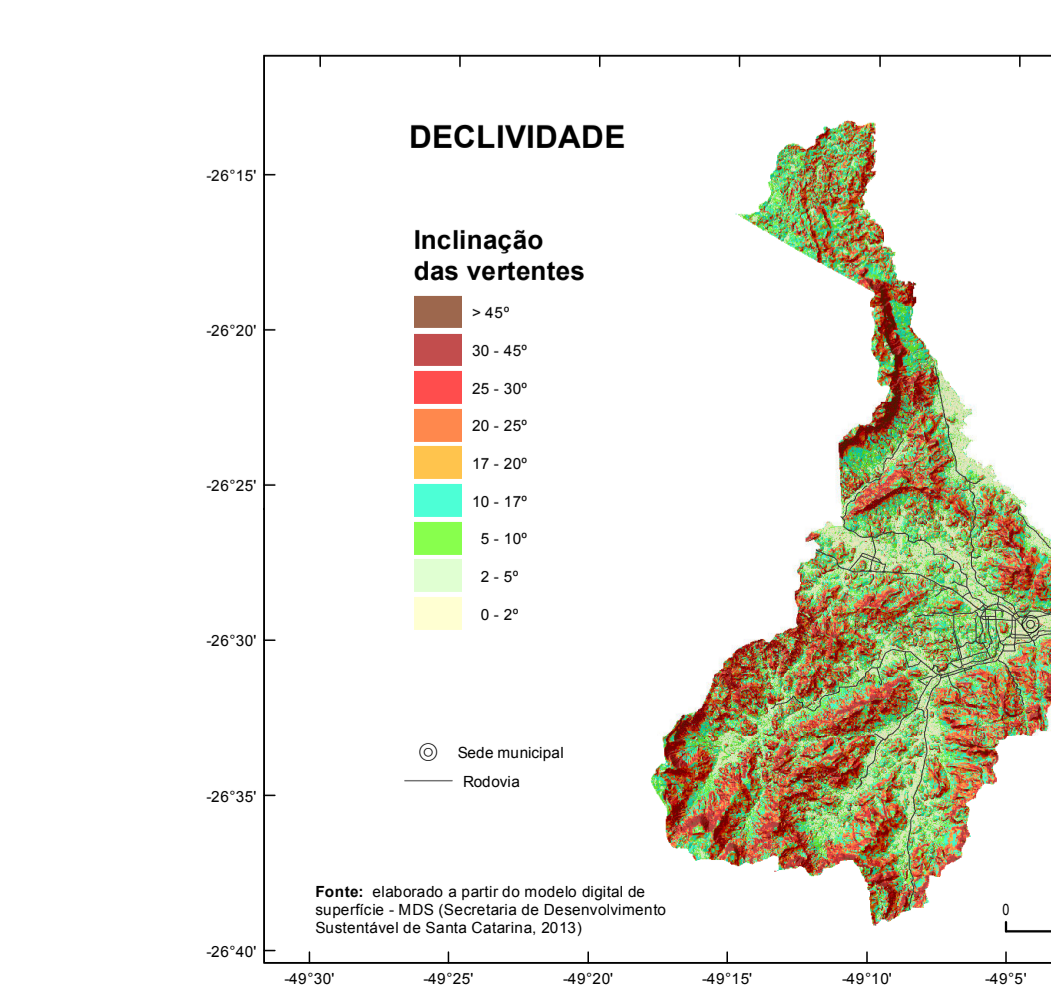 DECLIVIDADE
-26°15'
Inclinação
das vertentes
> 45º
-26°20'
30 - 45º
25 - 30º
20 - 25º
17 - 20º
-26°25'
10 - 17º
5 - 10º
2 - 5º
0 - 2º
-26°30'
Sede municipal
Rodovia
-26°35'
Fonte: elaborado a partir do modelo digital de
superfície - MDS (Secretaria de Desenvolvimento
Sustentável de Santa Catarina, 2013)
0
-26°40'
-49°30' -49°25' -49°20' -49°15' -49°10' -49°5'